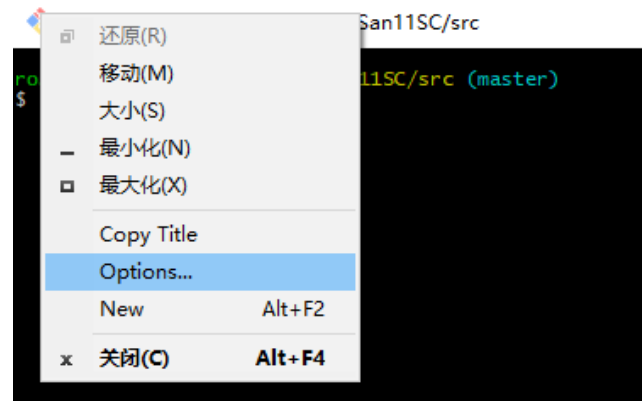 San11SC/src
还原(R)
移动(M)
ro 11SC/src (master)
$
大小(S)
最小化(N)
最大化(X)
Copy Title
Options...
New Alt+F2
x 关闭(C) Alt+F4